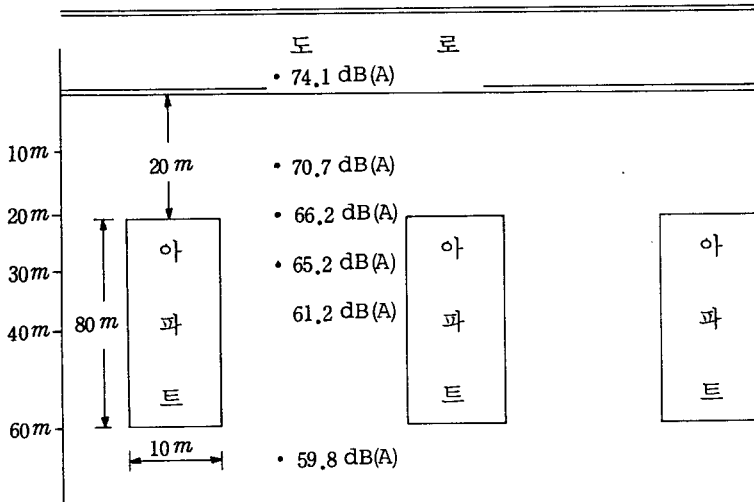 도 로
• 74.1 dB(A)
10m
20 m
• 70.7 dB(A)
20m
• 66.2 dB(A)
아
아
아
30m
• 65.2 dB(A)
61.2 dB(A)
40m
80 m
파
파
파
트
트
트
60m
10 m
• 59.8 dB(A)